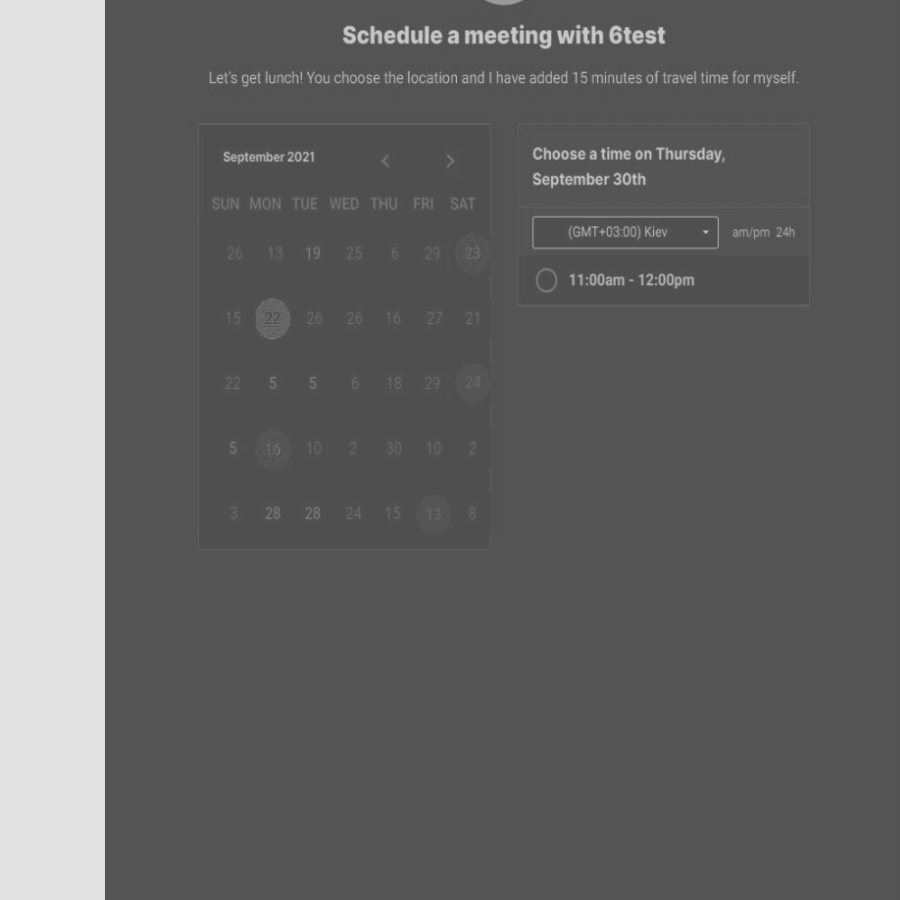 Schedule a meeting with 6test
Let's get lunch! You choose the location and I have added 15 minutes of travel time for myself.
September 2021
SUN MON TUE WED THU FRI SAT
26 13 19 25 6 29 23
15 22 26 26 16 27 21
22 5 5 6 18 29 24
5 16 10 2 30 10 2
3 28 28 24 15 13 8
Choose a time on Thursday,
September 30th
(GMT+03:00) Kiev am/pm 24h
11:00am - 12:00pm